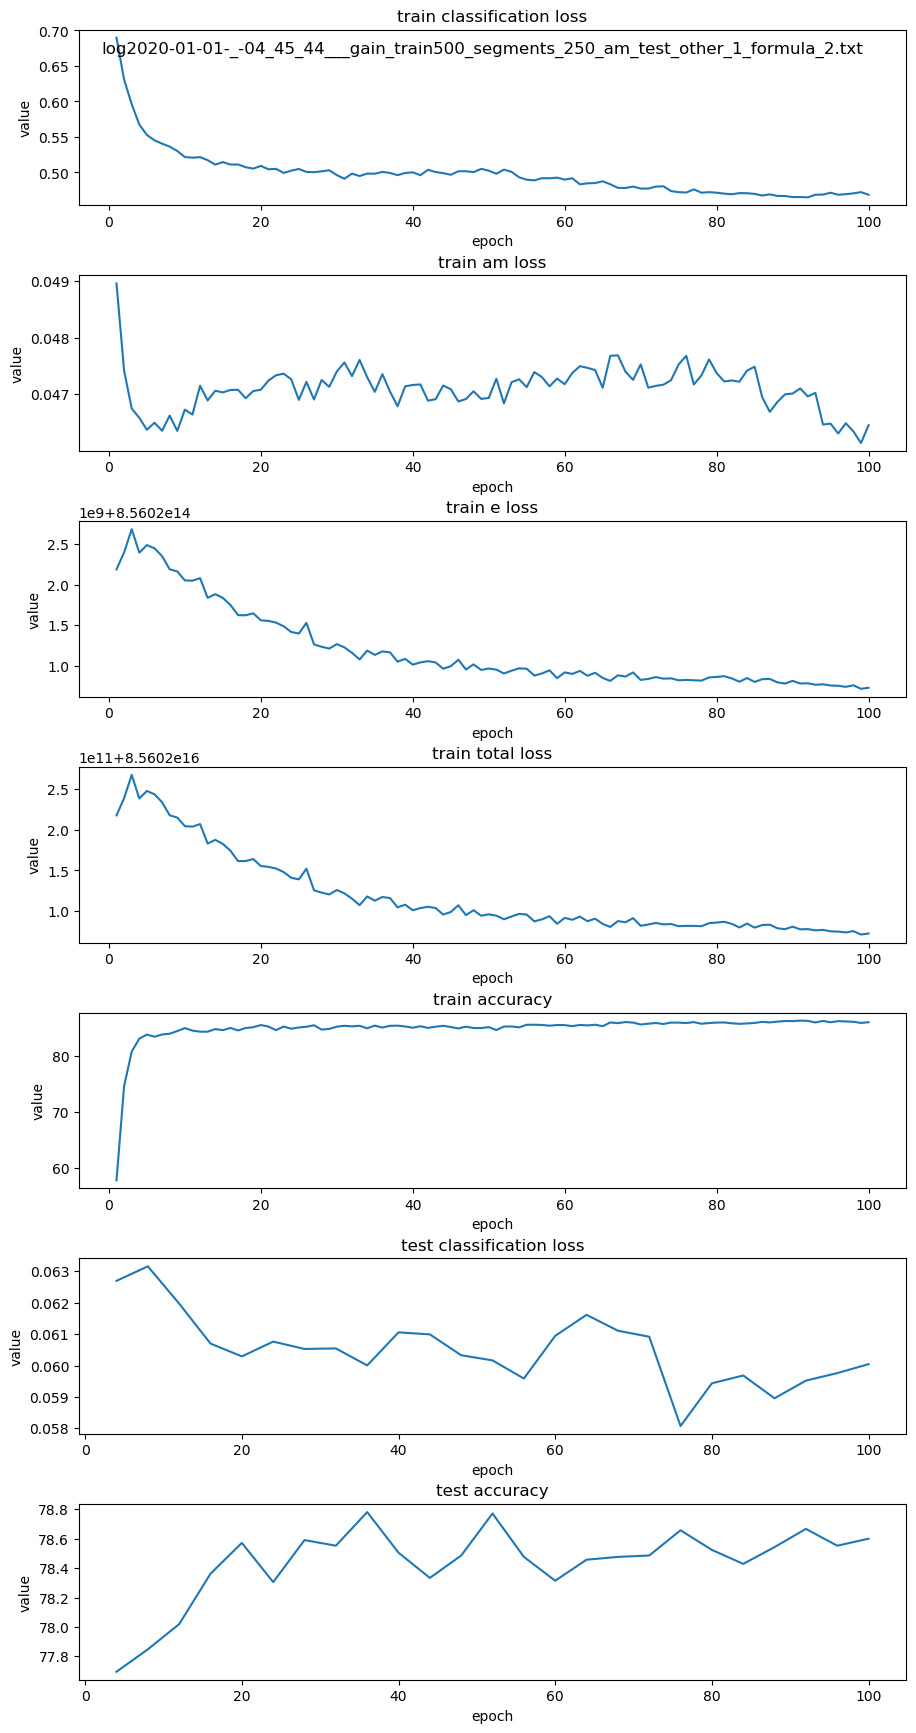 train classification loss
log2020-01-01-_-04_45_44___gain_train500_segments_250_am_test_other_1_formula_2.txt
0.70
0.65
0.60
0.55
0.50
value
0 20 40 60 80 100
epoch
train am loss
0.049
0.048
0.047
value
0 20 40 60 80 100
epoch
train e loss
1e9+8.5602e14
2.5
2.0
1.5
1.0
value
0 20 40 60 80 100
epoch
train total loss
1e11+8.5602e16
2.5
2.0
1.5
1.0
value
0 20 40 60 80 100
epoch
train accuracy
80
70
60
value
0 20 40 60 80 100
epoch
test classification loss
0.063
0.062
0.061
0.060
0.059
0.058
value
0 20 40 60 80 100
epoch
test accuracy
78.8
78.6
78.4
78.2
78.0
77.8
value
0 20 40 60 80 100
epoch